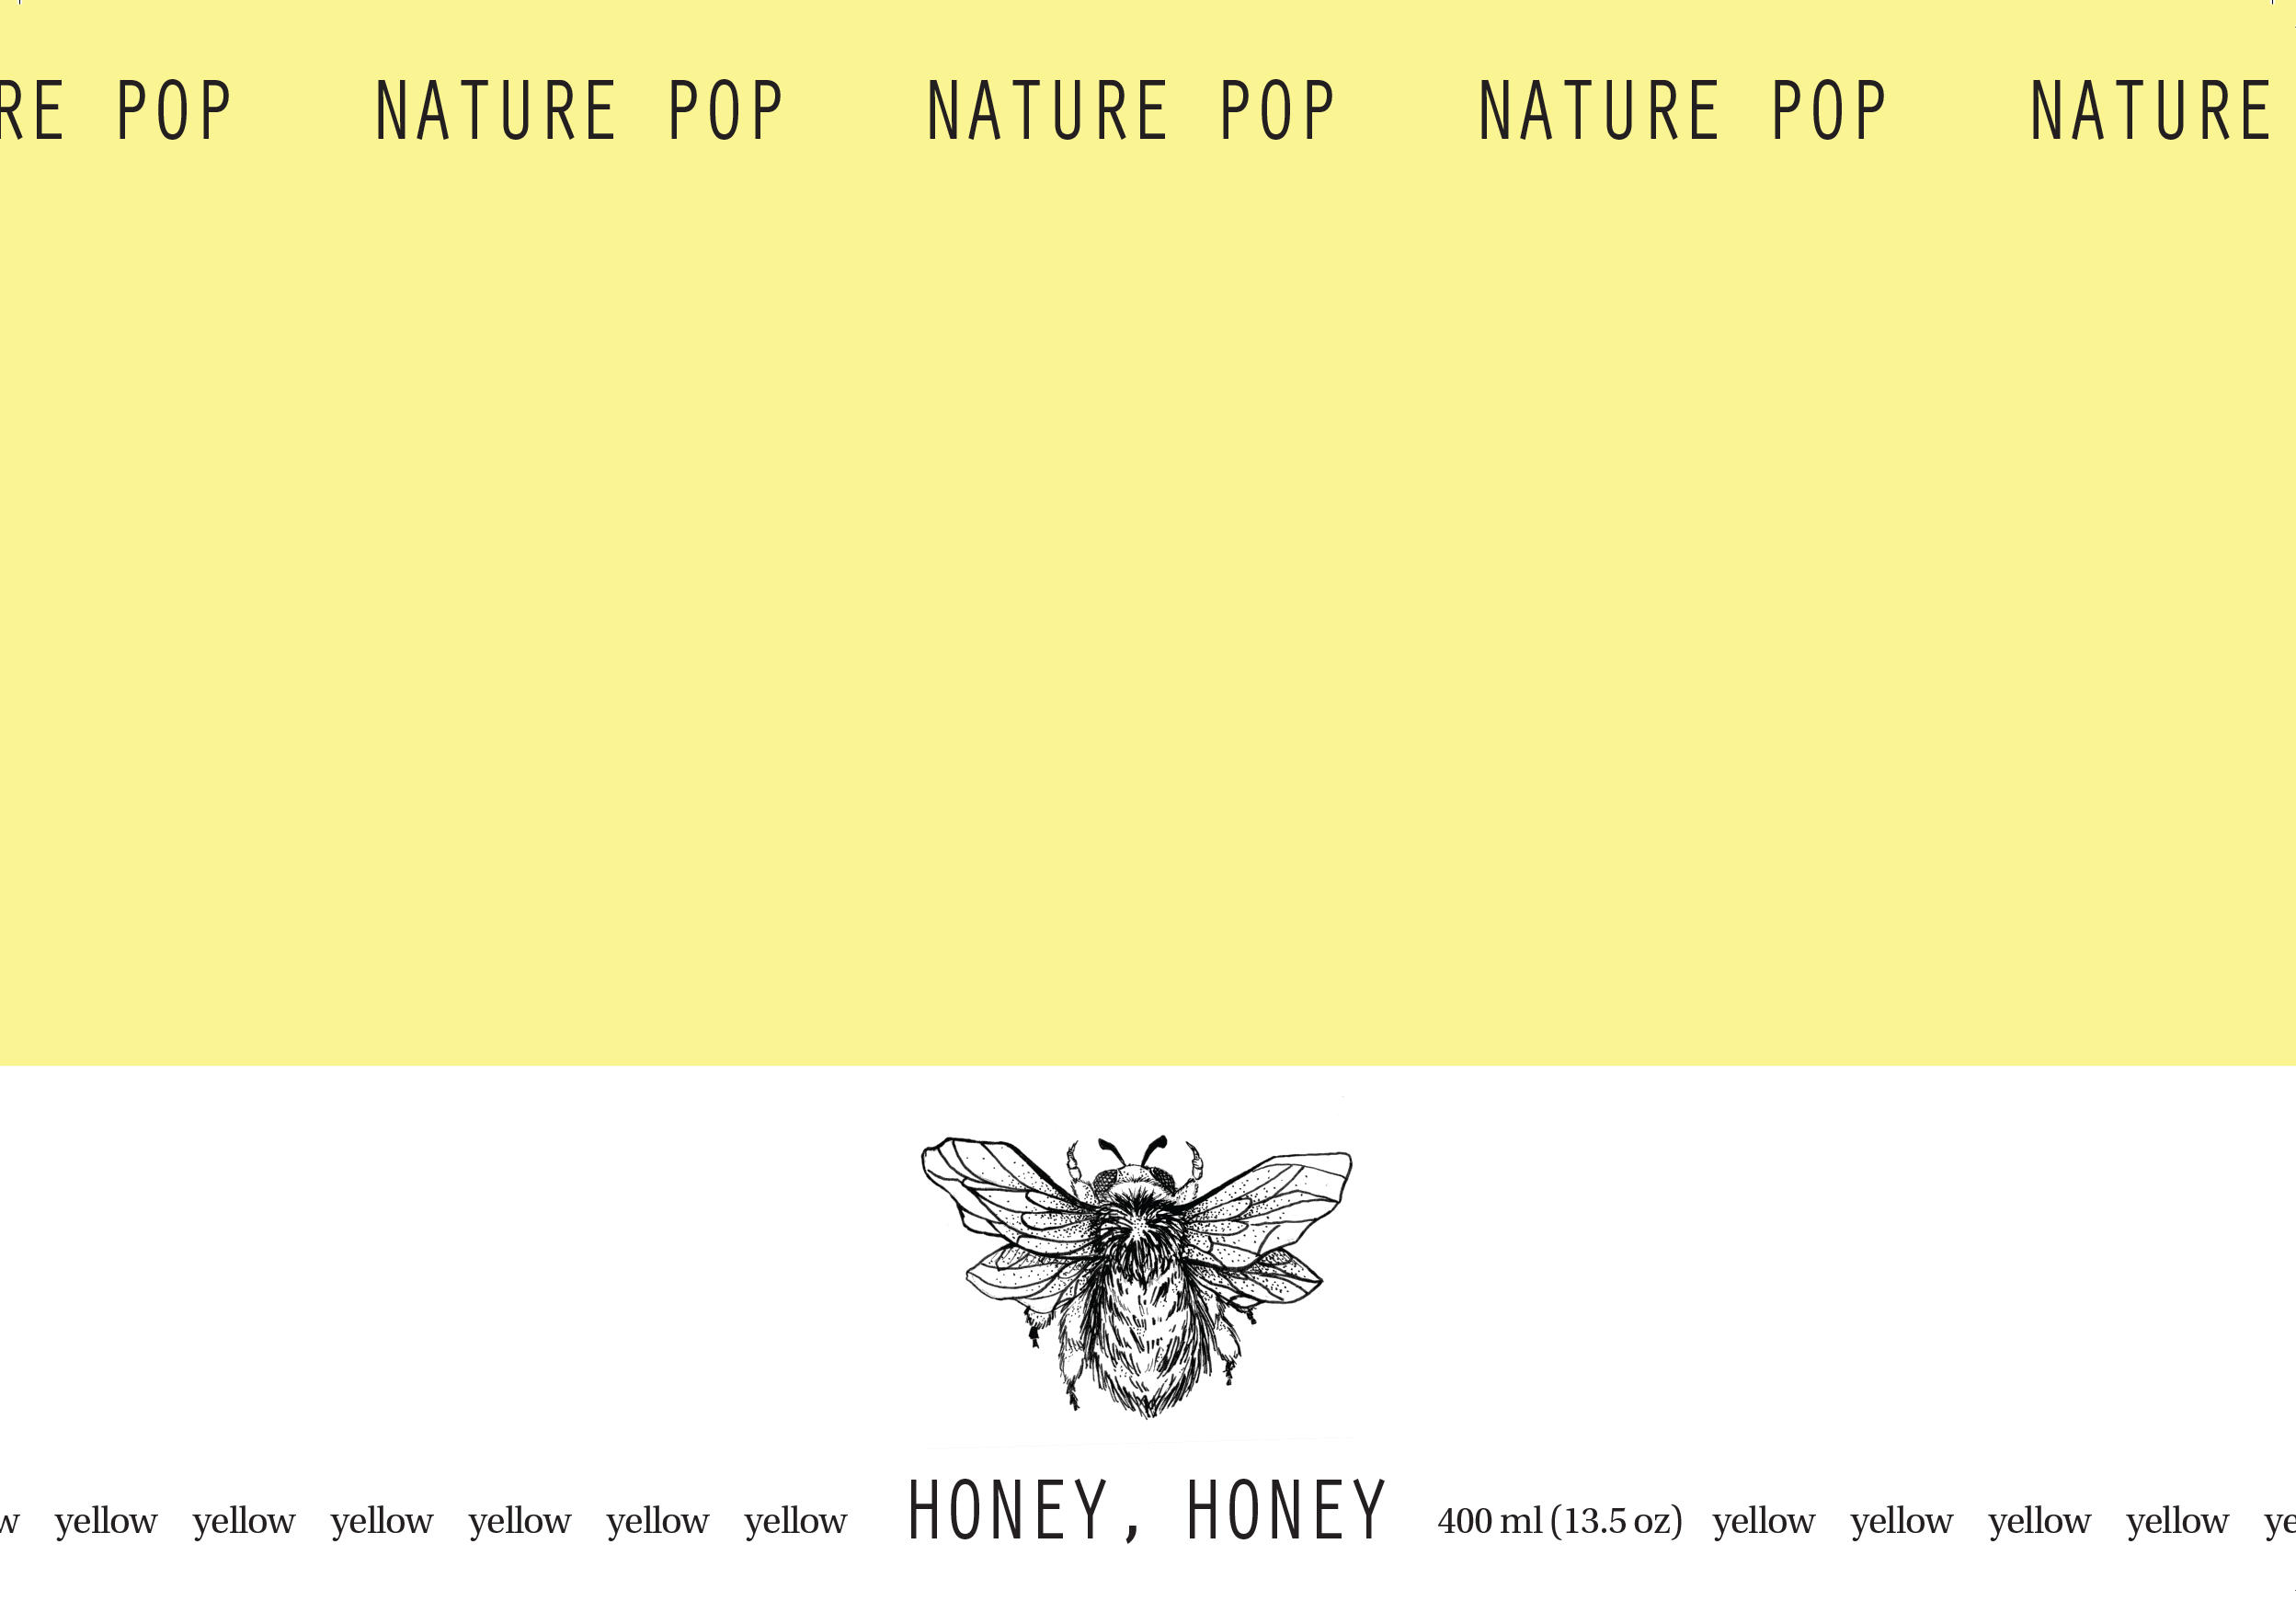 RE POP NATURE POP NATURE POP NATURE POP NATURE
HONEY, HONEY
w yellow yellow yellow yellow yellow yellow 400 ml (13.5 oz) yellow yellow yellow yellow ye